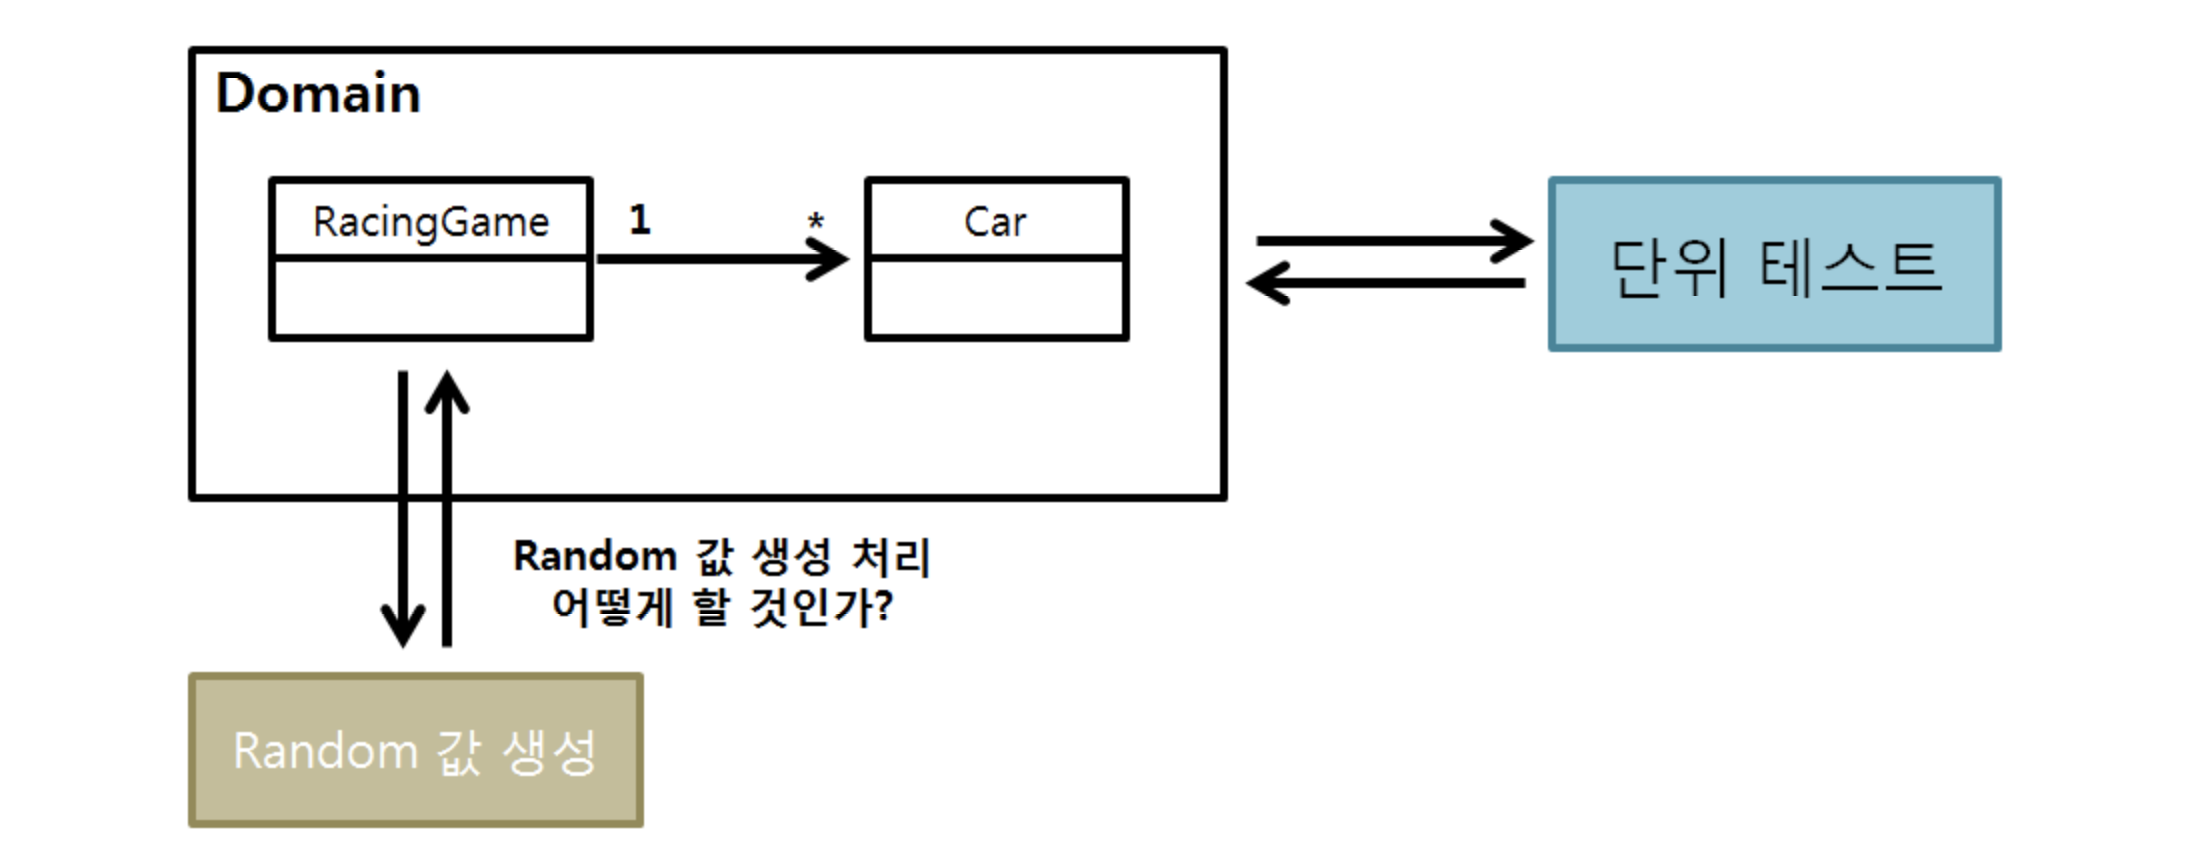 Domain
RacingGame
1
*
Car
단위 테스트
Random 값 생성 처리
어떻게 할 것인가?
Random 값 생성